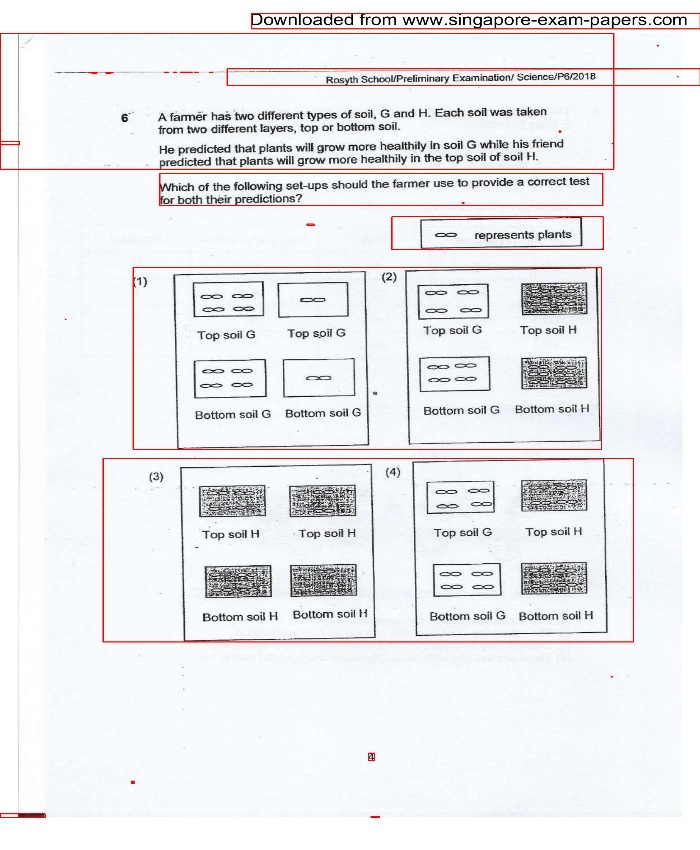 Downloaded from www.singapore-exam-papers.com
Rosyth School/Preliminary Examination/ Science/P6/2018
6 A farmer has two different types of soil, G and H. Each soil was taken
from two different layers, top or bottom soil.
He predicted that plants will grow more healthily in soil G while his friend
predicted that plants will grow more healthily in the top soil of soil H.
Which of the following set-ups should the farmer use to provide a correct test
for both their predictions?
represents plants
(1)
Top soil G Top soil G
Bottom soil G Bottom soil G
(2)
Top soil G Top soil H
Bottom soil G Bottom soil H
(3)
Top soil H Top soil H
Bottom soil H Bottom soil H
(4)
Top soil G Top soil H
Bottom soil G Bottom soil H
4